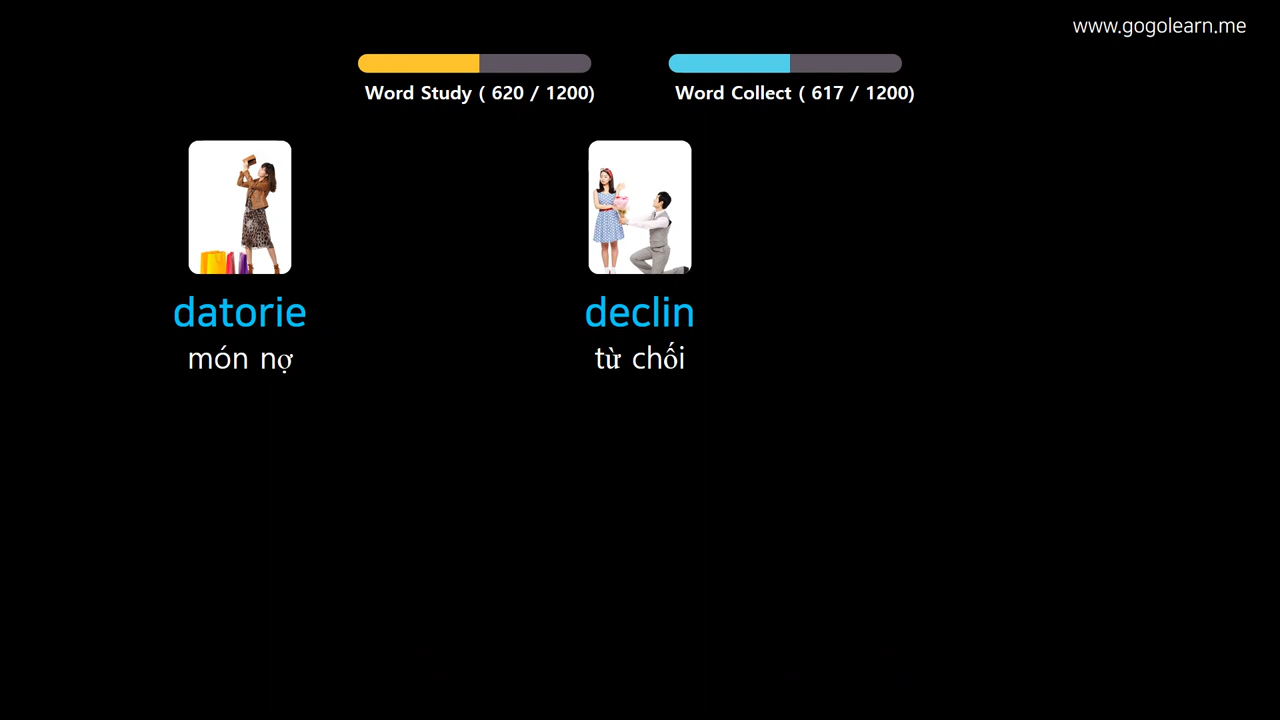 www.gogolearn.me
Word Study ( 620 / 1200)
Word Collect ( 617 / 1200)
datorie
món nợ
declin
từ chối